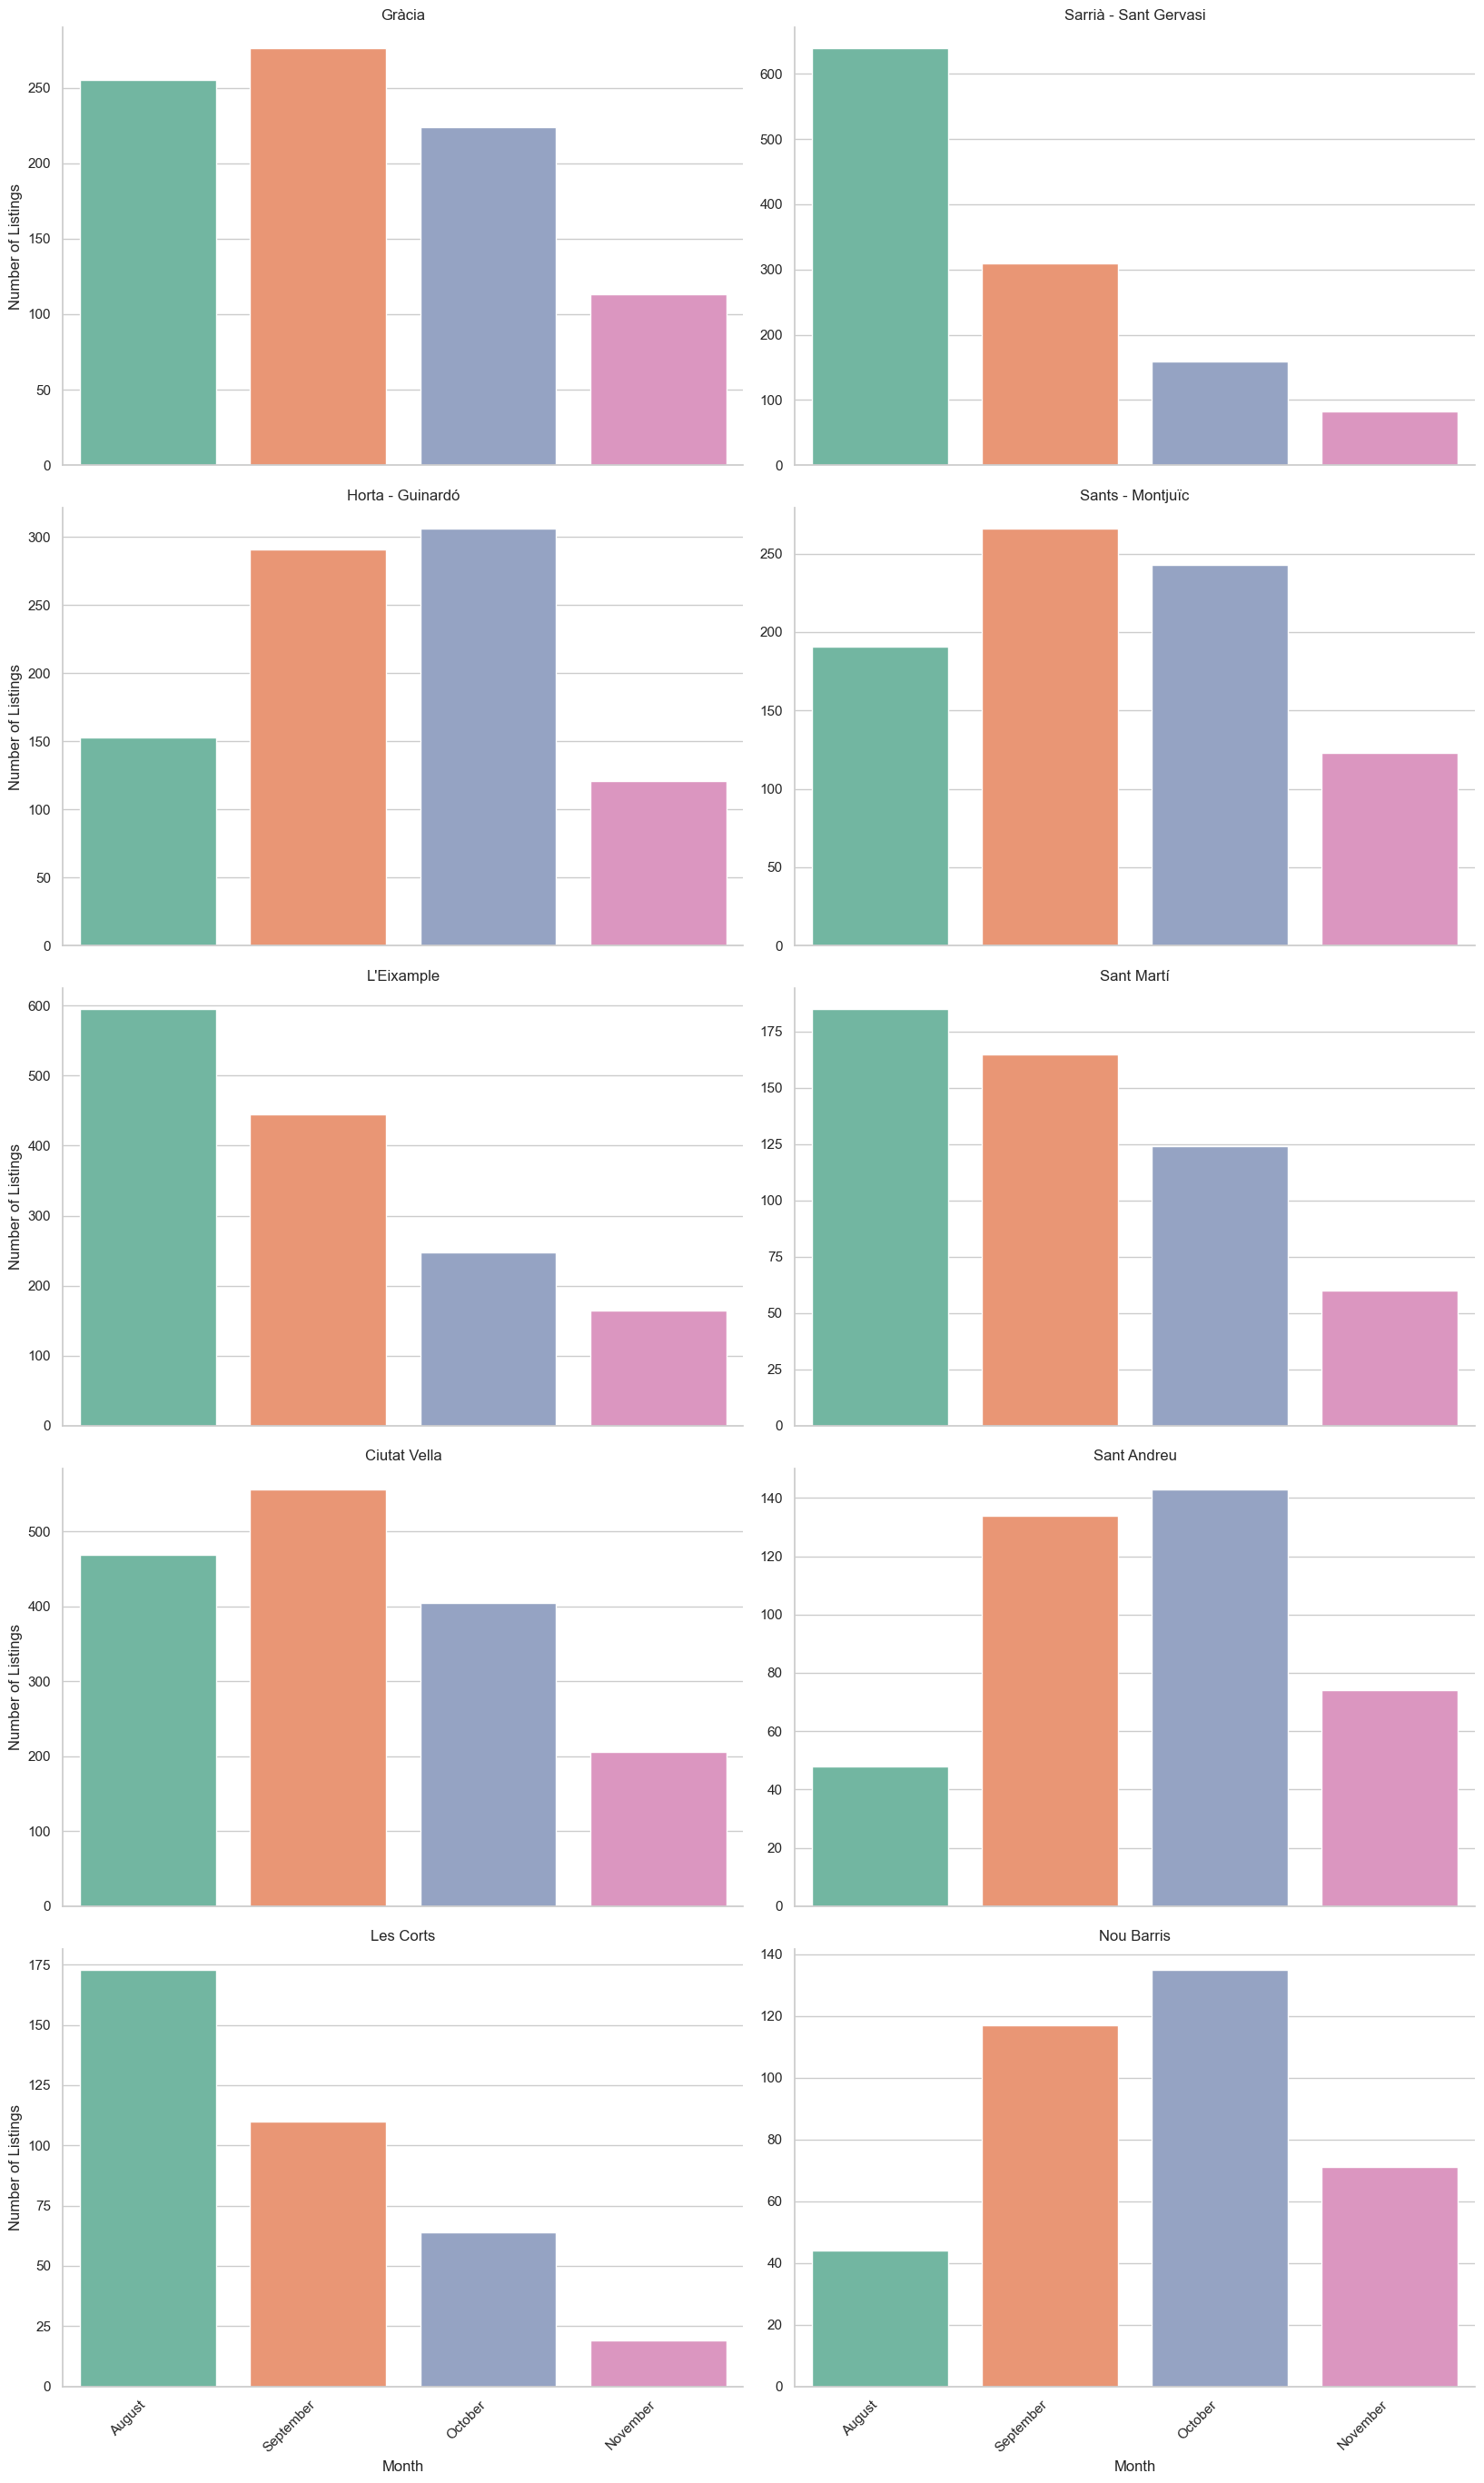 Gràcia
Number of Listings
250
200
150
100
50
0
Sarrià - Sant Gervasi
600
500
400
300
200
100
0
Horta - Guinardó
Number of Listings
300
250
200
150
100
50
0
Sants - Montjuïc
250
200
150
100
50
0
L'Eixample
Number of Listings
600
500
400
300
200
100
0
Sant Martí
175
150
125
100
75
50
25
0
Ciutat Vella
Number of Listings
500
400
300
200
100
0
Sant Andreu
140
120
100
80
60
40
20
0
Les Corts
Number of Listings
175
150
125
100
75
50
25
0
August
September
October
November
Month
Nou Barris
140
120
100
80
60
40
20
0
August
September
October
November
Month